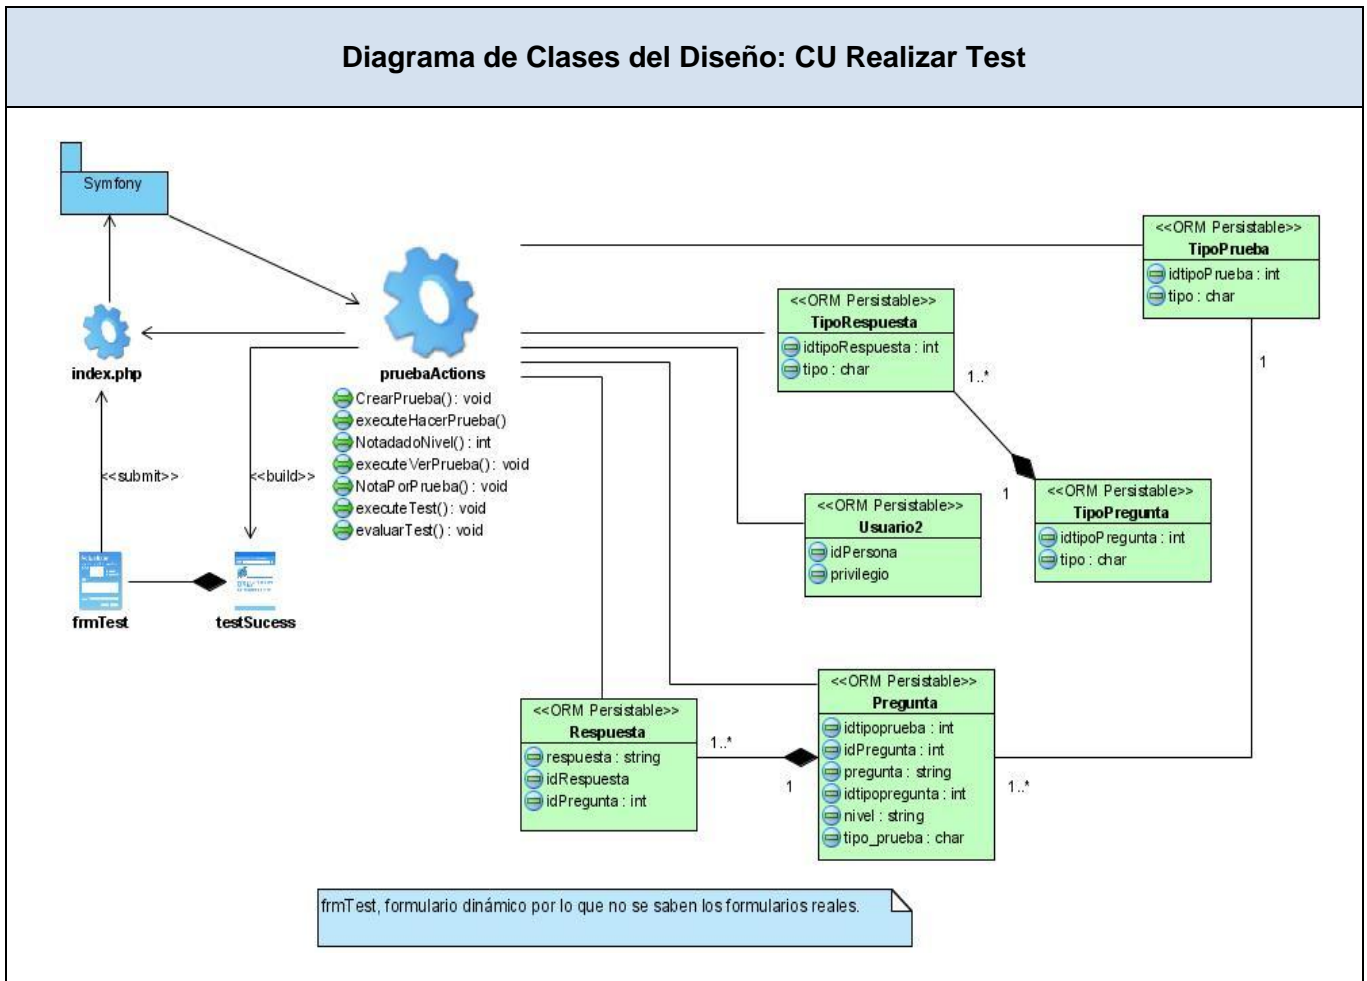 Diagrama de Clases del Diseño: CU Realizar Test
Symfony
index.php
<<submit>>
<<build>>
frmTest
testSucess
pruebaActions
CrearPrueba() : void
executeHacerPrueba()
NotadadoNivel() : int
executeVerPrueba() : void
NotaPorPrueba() : void
executeTest() : void
evaluarTest() : void
<<ORM Persistable>>
TipoPrueba
idtipoPrueba : int
tipo : char
1
<<ORM Persistable>>
TipoRespuesta
idtipoRespuesta : int
tipo : char
1..*
1
<<ORM Persistable>>
TipoPregunta
idtipoPregunta : int
tipo : char
<<ORM Persistable>>
Usuario2
idPersona
privilegio
<<ORM Persistable>>
Respuesta
respuesta : string
idRespuesta
idPregunta : int
1..*
1
<<ORM Persistable>>
Pregunta
idtipoprueba : int
idPregunta : int
pregunta : string
idtipopregunta : int
nivel : string
tipo_prueba : char
1..*
frmTest, formulario dinámico por lo que no se saben los formularios reales.